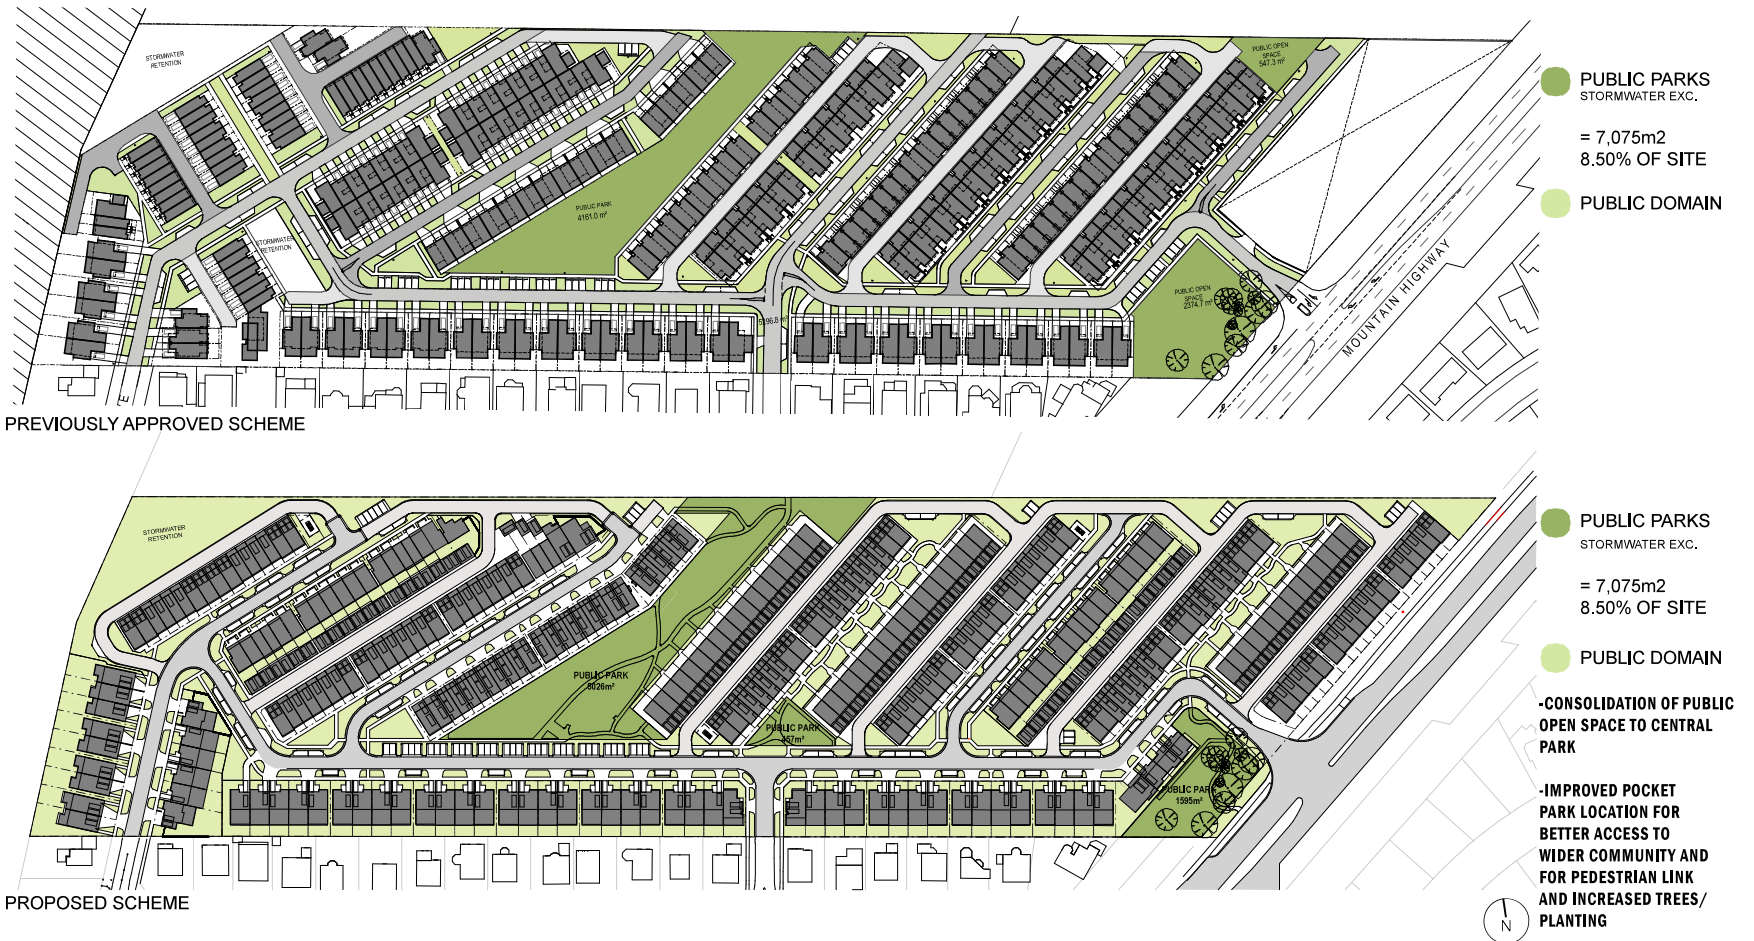 STORMWATER
RETENTION
PUBLIC OPEN
SPACE
547.3 m²
PUBLIC PARK
4161.0 m²
STORMWATER
RETENTION
PUBLIC OPEN
SPACE
2374.7 m²
MOUNTAIN HIGHWAY
E
PREVIOUSLY APPROVED SCHEME
PUBLIC PARKS
STORMWATER EXC.
= 7,075m2
8.50% OF SITE
PUBLIC DOMAIN
STORMWATER
RETENTION
PUBLIC PARK
5026m²
PUBLIC PARK
457m²
PUBLIC PARK
1595m²
PROPOSED SCHEME
PUBLIC PARKS
STORMWATER EXC.
= 7,075m2
8.50% OF SITE
PUBLIC DOMAIN
-CONSOLIDATION OF PUBLIC
OPEN SPACE TO CENTRAL
PARK
-IMPROVED POCKET
PARK LOCATION FOR
BETTER ACCESS TO
WIDER COMMUNITY AND
FOR PEDESTRIAN LINK
AND INCREASED TREES/
PLANTING
N